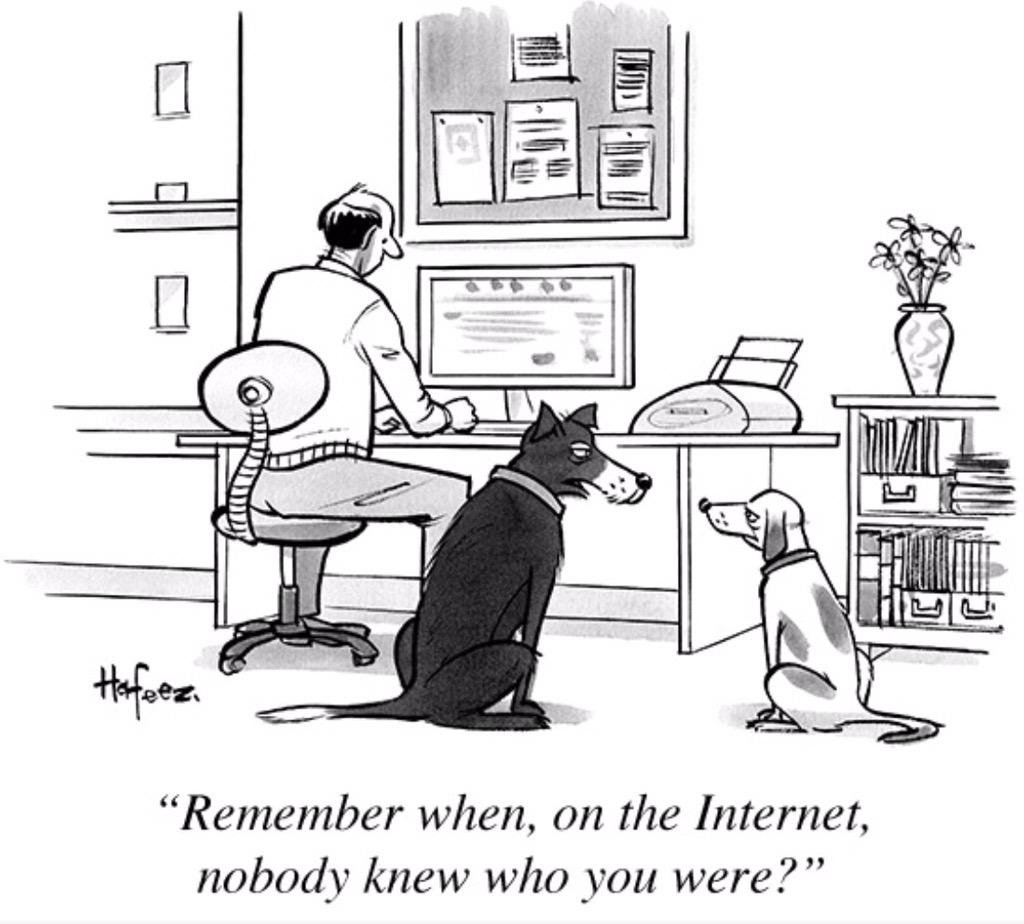 Hafeez.
“Remember when, on the Internet,
nobody knew who you were?”